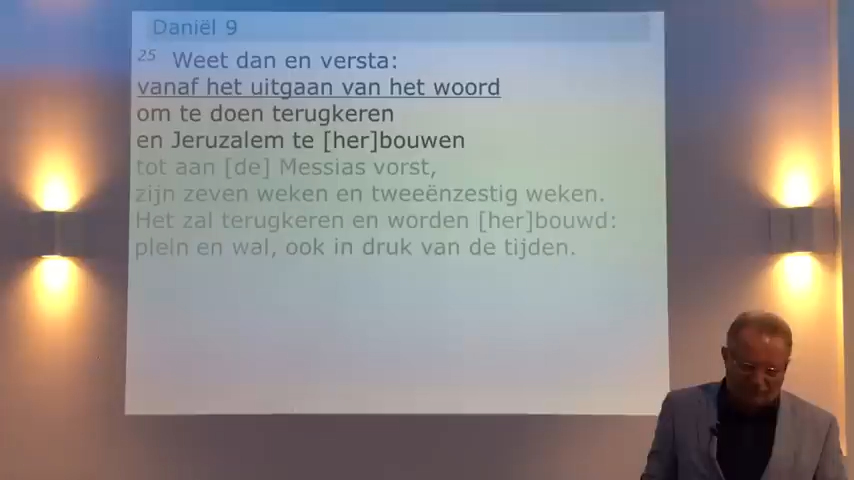 Daniël 9
25 Weet dan en versta:
vanaf het uitgaan van het woord
om te doen terugkeren
en Jeruzalem te [her]bouwen
tot aan [de] Messias vorst,
zijn zeven weken en tweeënzestig weken.
Het zal terugkeren en worden [her]bouwd:
plein en wal, ook in druk van de tijden.